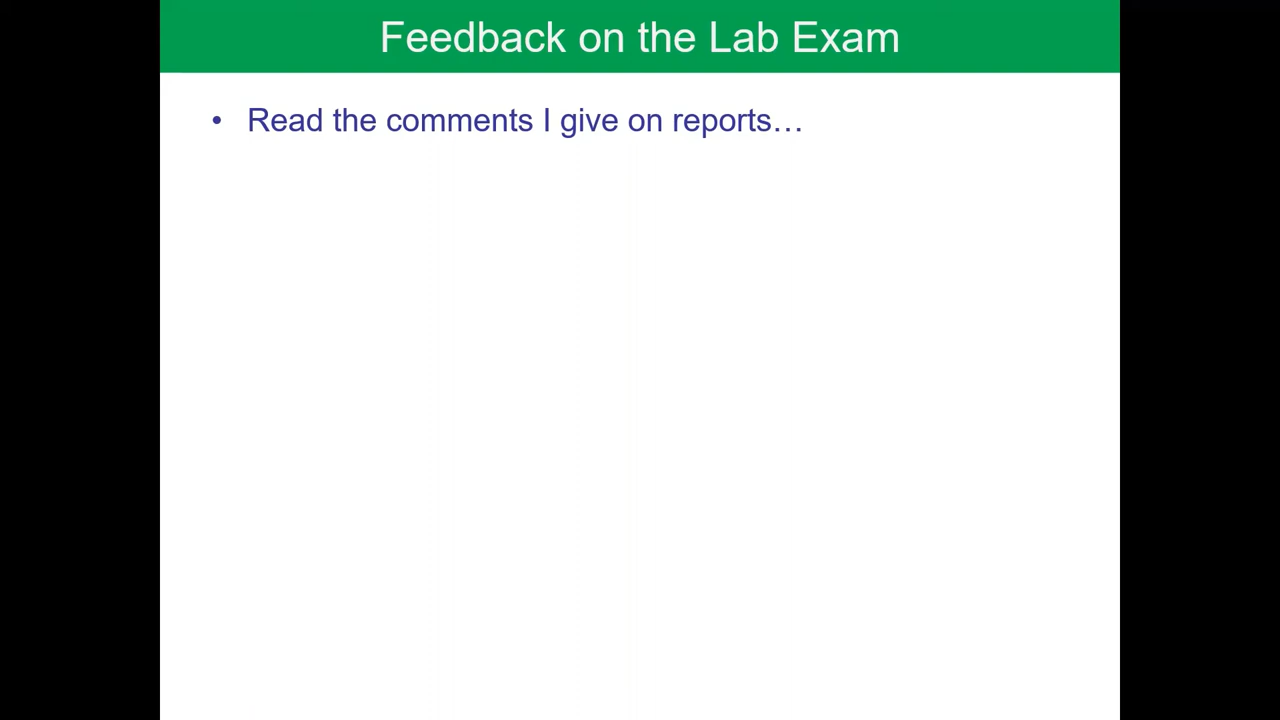 Feedback on the Lab Exam
• Read the comments I give on reports…